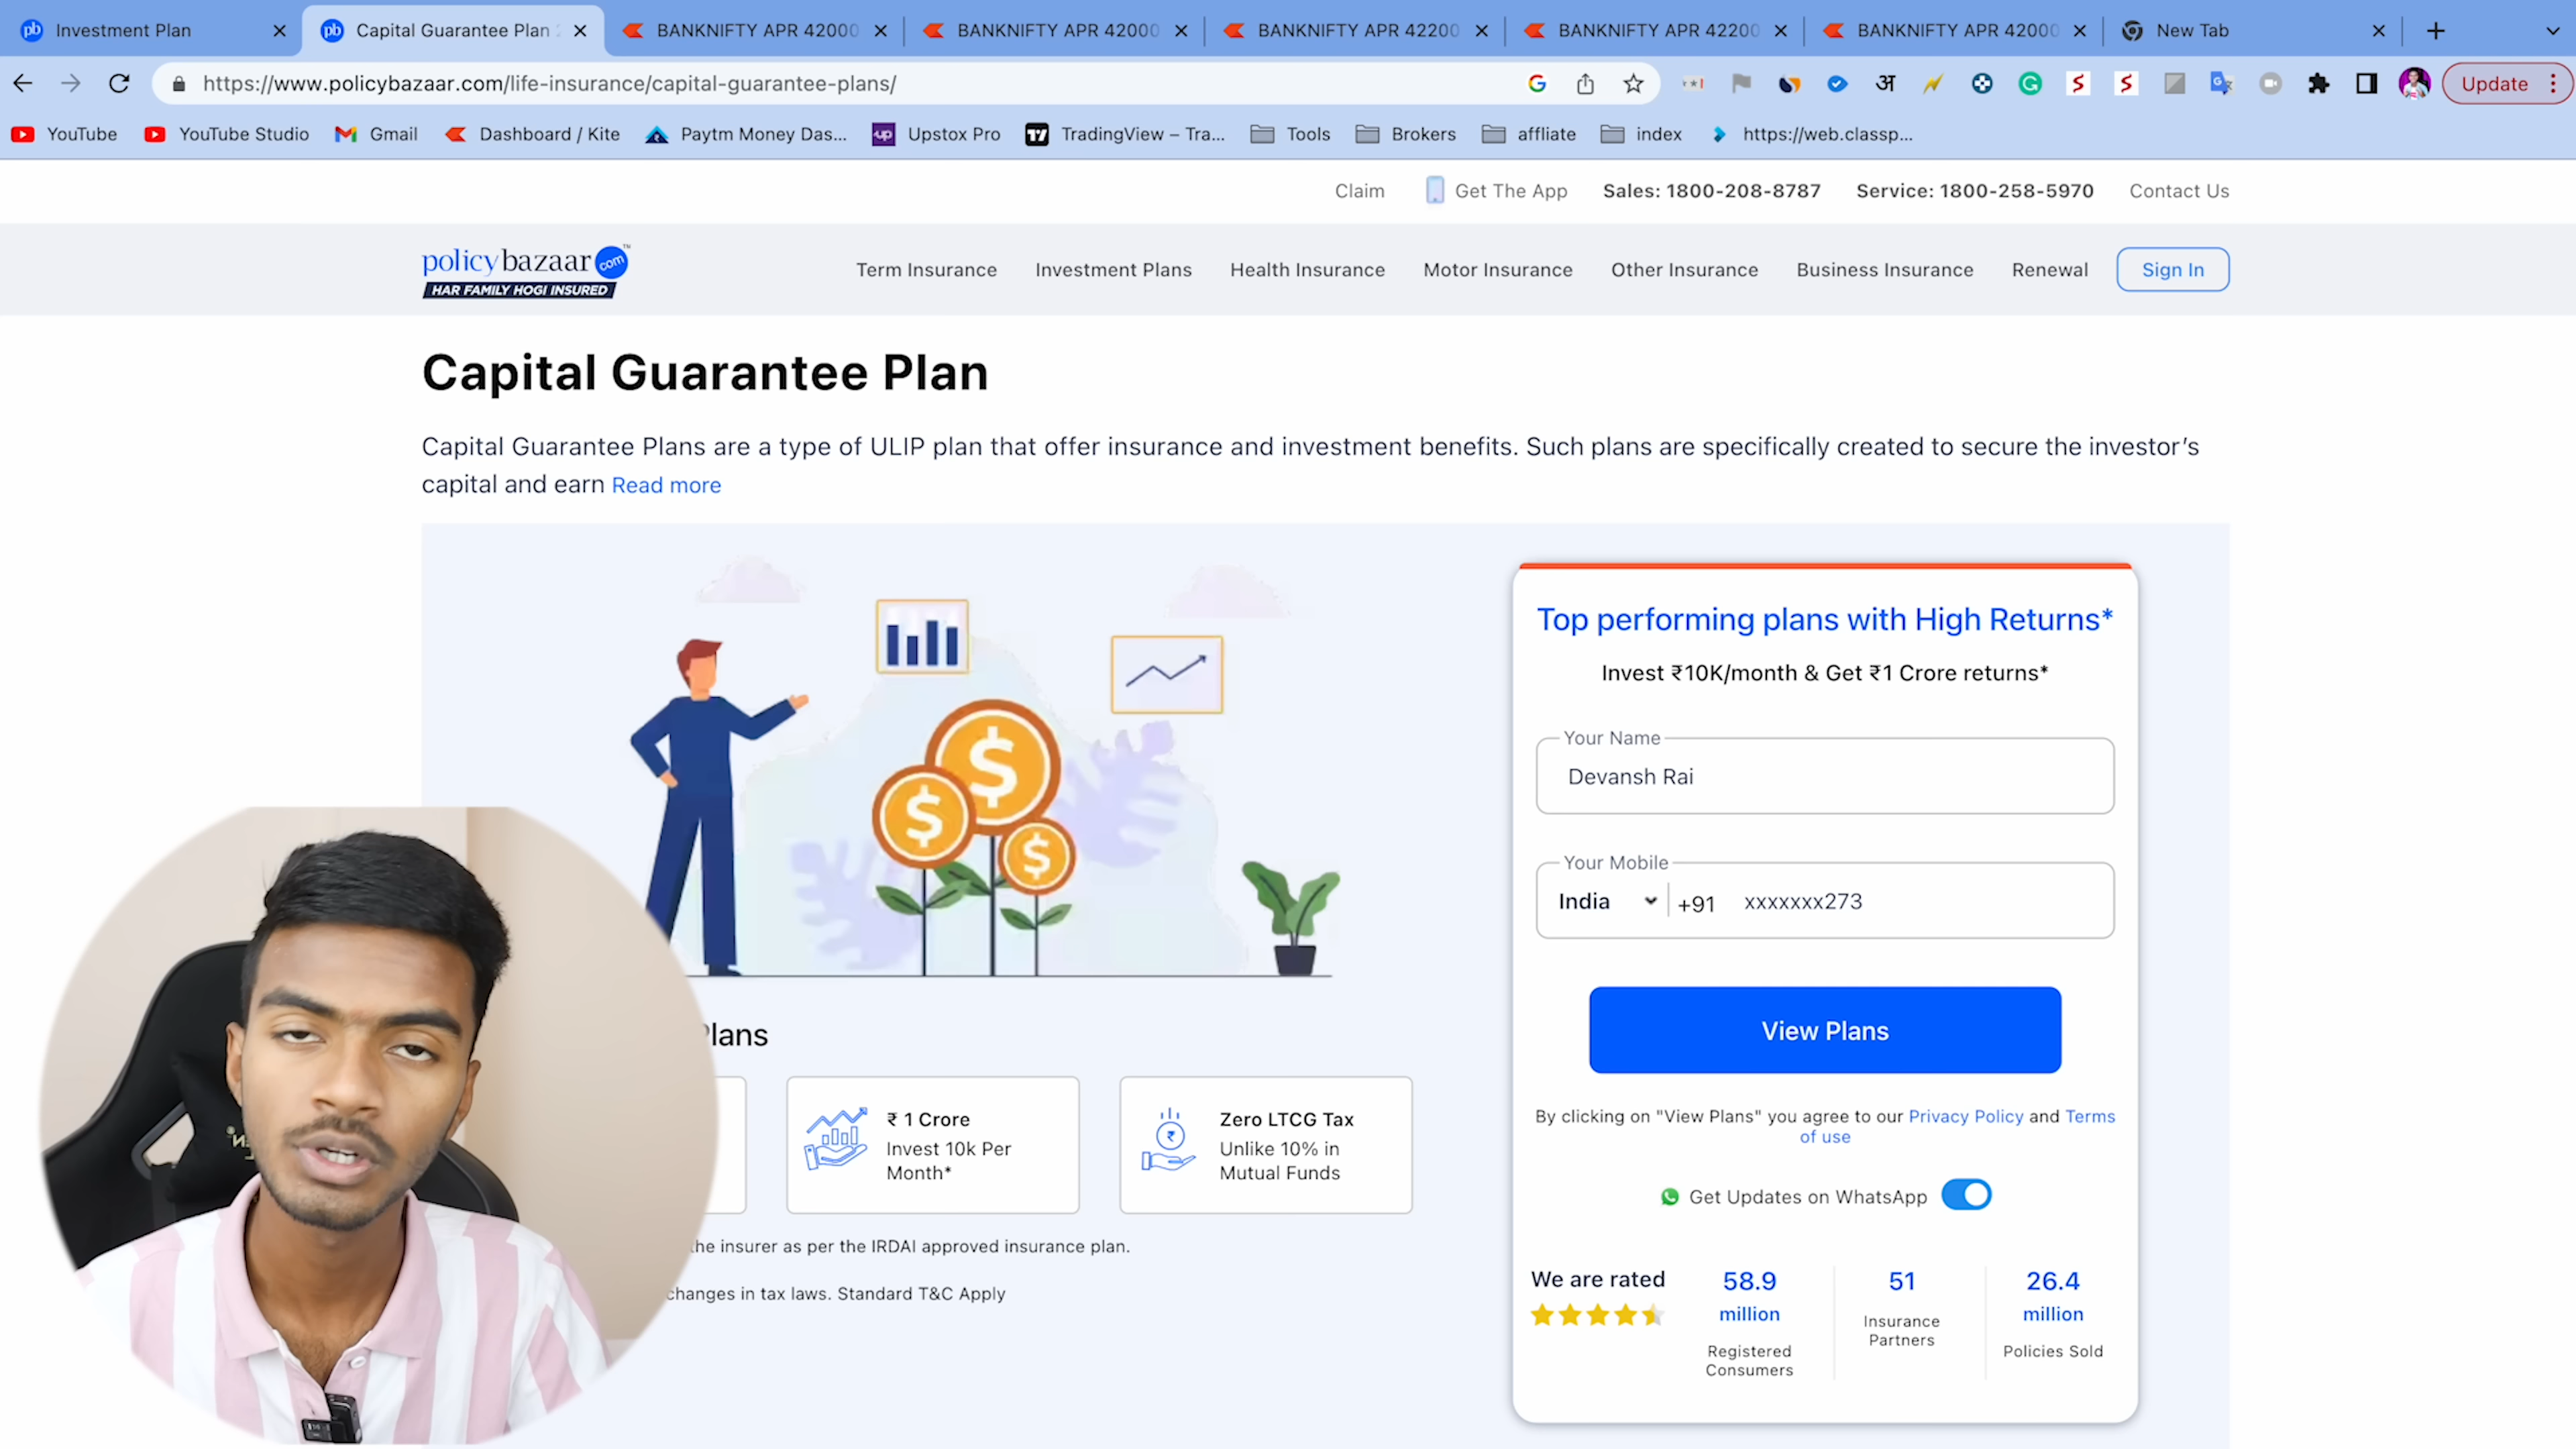 Investment Plan
Capital Guarantee Plan
BANKNIFTY APR 42000
BANKNIFTY APR 42000
BANKNIFTY APR 42200
BANKNIFTY APR 42200
BANKNIFTY APR 42000
New Tab
https://www.policybazaar.com/life-insurance/capital-guarantee-plans/
Update
YouTube
YouTube Studio
Gmail
Dashboard / Kite
Paytm Money Das...
Upstox Pro
TradingView – Tra...
Tools
Brokers
affliate
index
https://web.classp...
Claim
Get The App
Sales: 1800-208-8787
Service: 1800-258-5970
Contact Us
policybazaar.com™
HAR FAMILY HOGI INSURED
Term Insurance
Investment Plans
Health Insurance
Motor Insurance
Other Insurance
Business Insurance
Renewal
Sign In
Capital Guarantee Plan
Capital Guarantee Plans are a type of ULIP plan that offer insurance and investment benefits. Such plans are specifically created to secure the investor's
capital and earn Read more
Top performing plans with High Returns*
Invest ₹10K/month & Get ₹1 Crore returns*
Your Name
Devansh Rai
Your Mobile
India +91 xxxxxxx273
View Plans
By clicking on "View Plans" you agree to our Privacy Policy and Terms
of use
Get Updates on WhatsApp
We are rated
58.9
million
Registered
Consumers
51
Insurance
Partners
26.4
million
Policies Sold
Plans
₹ 1 Crore
Invest 10k Per
Month*
Zero LTCG Tax
Unlike 10% in
Mutual Funds
the insurer as per the IRDAI approved insurance plan.
changes in tax laws. Standard T&C Apply